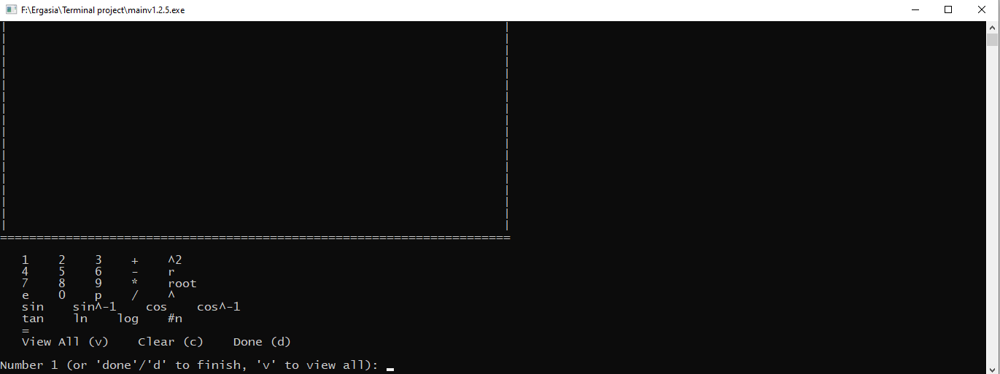 F:\Ergasia\Terminal project\mainv1.2.5.exe
======================================================================
1 2 3 + ^2
4 5 6 - r
7 8 9 * root
e 0 p / ^
sin sin^-1 cos cos^-1
tan ln log #n
=
View All (v) Clear (c) Done (d)
Number 1 (or 'done'/'d' to finish, 'v' to view all):